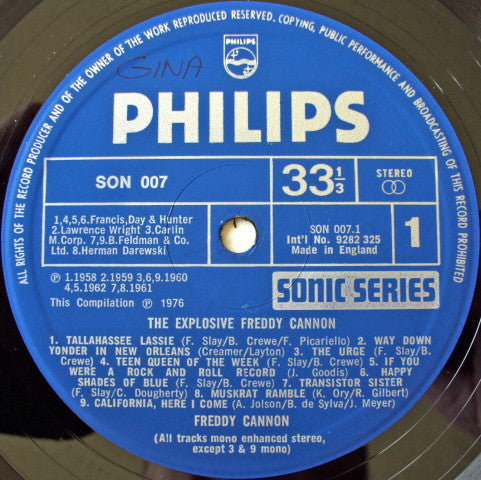 ALL RIGHTS OF THE RECORD PRODUCER AND OF THE OWNER OF THE WORK REPRODUCED RESERVED. COPYING, PUBLIC PERFORMANCE AND BROADCASTING OF THIS RECORD PROHIBITED
GINA
PHILIPS
PHILIPS
SON 007
33 1/3
STEREO
1,4,5,6.Francis,Day & Hunter
2.Lawrence Wright 3.Carlin
M.Corp. 7,9.B.Feldman & Co.
Ltd. 8.Herman Darewski
SON 007.1
Int'l No. 9282 325
Made in England
1
℗ 1.1958 2.1959 3,6,9.1960
4,5.1962 7,8.1961
This Compilation ℗ 1976
SONIC SERIES
THE EXPLOSIVE FREDDY CANNON
1. TALLAHASSEE LASSIE (F. Slay/B. Crewe/F. Picariello) 2. WAY DOWN
YONDER IN NEW ORLEANS (Creamer/Layton) 3. THE URGE (F. Slay/
B. Crewe) 4. TEEN QUEEN OF THE WEEK (F. Slay/B. Crewe) 5. IF YOU
WERE A ROCK AND ROLL RECORD (J. Goodis) 6. HAPPY
SHADES OF BLUE (F. Slay/B. Crewe) 7. TRANSISTOR SISTER
(F. Slay/C. Dougherty) 8. MUSKRAT RAMBLE (K. Ory/R. Gilbert)
9. CALIFORNIA, HERE I COME (A. Jolson/B. de Sylva/J. Meyer)
FREDDY CANNON
(All tracks mono enhanced stereo,
except 3 & 9 mono)